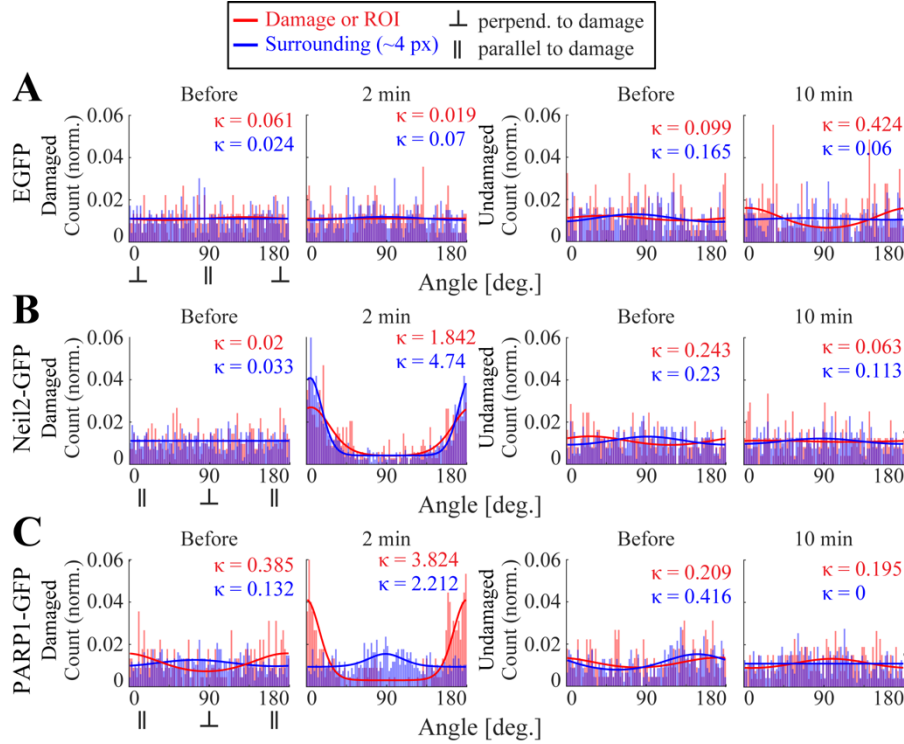 Damage or ROI
⊥ perpend. to damage
Surrounding (~4 px)
|| parallel to damage
A
EGFP
Damaged
Count (norm.)
Before
κ = 0.061
κ = 0.024
0.06
0.04
0.02
0
0 90 180
⊥ || ⊥
2 min
κ = 0.019
κ = 0.07
0 90 180
Undamaged
Count (norm.)
Before
κ = 0.099
κ = 0.165
0.06
0.04
0.02
0
0 90 180
10 min
κ = 0.424
κ = 0.06
0 90 180
Angle [deg.]
B
Neil2-GFP
Damaged
Count (norm.)
Before
κ = 0.02
κ = 0.033
0.06
0.04
0.02
0
0 90 180
|| ⊥ ||
2 min
κ = 1.842
κ = 4.74
0 90 180
Angle [deg.]
Undamaged
Count (norm.)
Before
κ = 0.243
κ = 0.23
0.06
0.04
0.02
0
0 90 180
10 min
κ = 0.063
κ = 0.113
0 90 180
Angle [deg.]
C
PARP1-GFP
Damaged
Count (norm.)
Before
κ = 0.385
κ = 0.132
0.06
0.04
0.02
0
0 90 180
|| ⊥ ||
2 min
κ = 3.824
κ = 2.212
0 90 180
Angle [deg.]
Undamaged
Count (norm.)
Before
κ = 0.209
κ = 0.416
0.06
0.04
0.02
0
0 90 180
10 min
κ = 0.195
κ = 0
0 90 180
Angle [deg.]